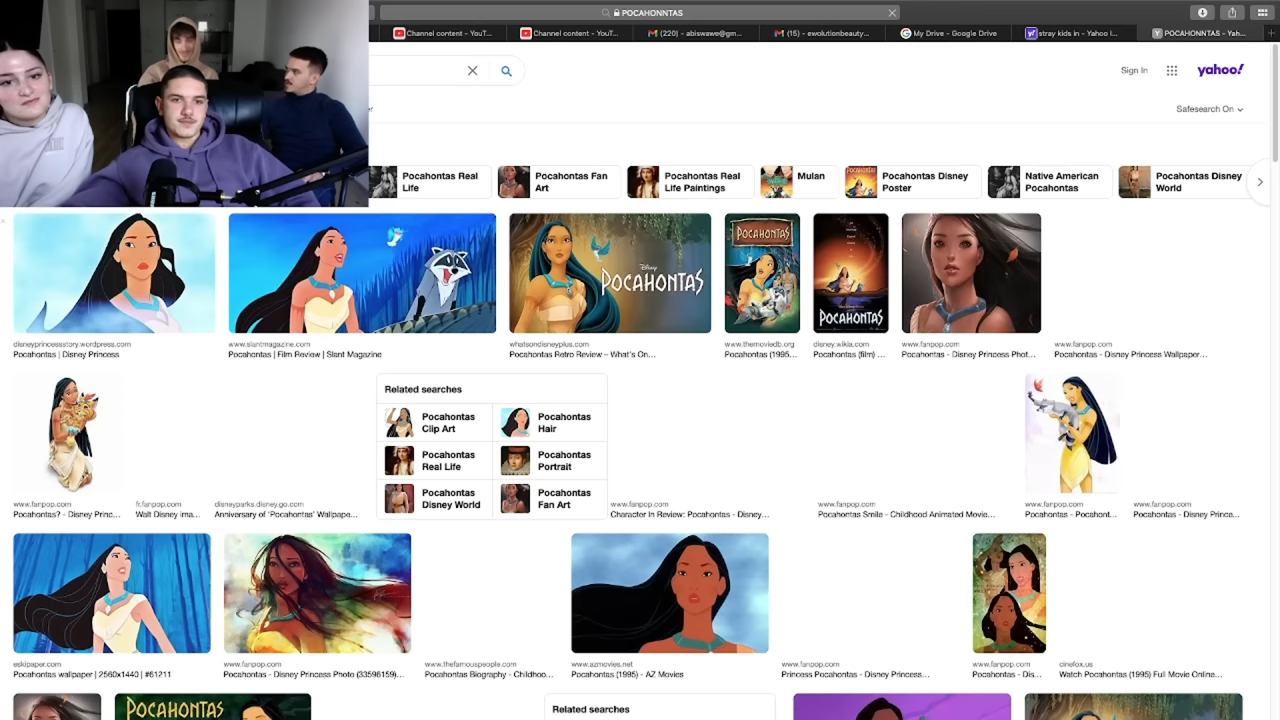 POCAHONNTAS
Channel content - YouT...
Channel content - YouT...
(220) - abiswawe@gm...
(15) - ewolutionbeauty...
My Drive - Google Drive
stray kids in - Yahoo I...
POCAHONNTAS - Yah...
Sign In
yahoo!
Safesearch On
Pocahontas Real
Life
Pocahontas Fan
Art
Pocahontas Real
Life Paintings
Mulan
Pocahontas Disney
Poster
Native American
Pocahontas
Pocahontas Disney
World
Disney
POCAHONTAS
POCAHONTAS
POCAHONTAS
disneyprincessstory.wordpress.com
Pocahontas | Disney Princess
www.slantmagazine.com
Pocahontas | Film Review | Slant Magazine
whatsondisneyplus.com
Pocahontas Retro Review – What's On...
www.themoviedb.org
Pocahontas (1995...
disney.wikia.com
Pocahontas (film) ...
www.fanpop.com
Pocahontas - Disney Princess Phot...
www.fanpop.com
Pocahontas - Disney Princess Wallpaper...
Related searches
Pocahontas
Clip Art
Pocahontas
Hair
Pocahontas
Real Life
Pocahontas
Portrait
Pocahontas
Disney World
Pocahontas
Fan Art
www.fanpop.com
Pocahontas? - Disney Princ...
fr.fanpop.com
Walt Disney ima...
disneyparks.disney.go.com
Anniversary of 'Pocahontas' Wallpape...
www.fanpop.com
Character In Review: Pocahontas - Disney...
www.fanpop.com
Pocahontas Smile - Childhood Animated Movie...
www.fanpop.com
Pocahontas - Pocahont...
www.fanpop.com
Pocahontas - Disney Prince...
eskipaper.com
Pocahontas wallpaper | 2560x1440 | #61211
www.fanpop.com
Pocahontas - Disney Princess Photo (33596159)...
www.thefamouspeople.com
Pocahontas Biography - Childhoo...
www.azmovies.net
Pocahontas (1995) - AZ Movies
www.fanpop.com
Princess Pocahontas - Disney Princess...
www.fanpop.com
Pocahontas - Dis...
cinefox.us
Watch Pocahontas (1995) Full Movie Online...
POCAHONTAS
Related searches